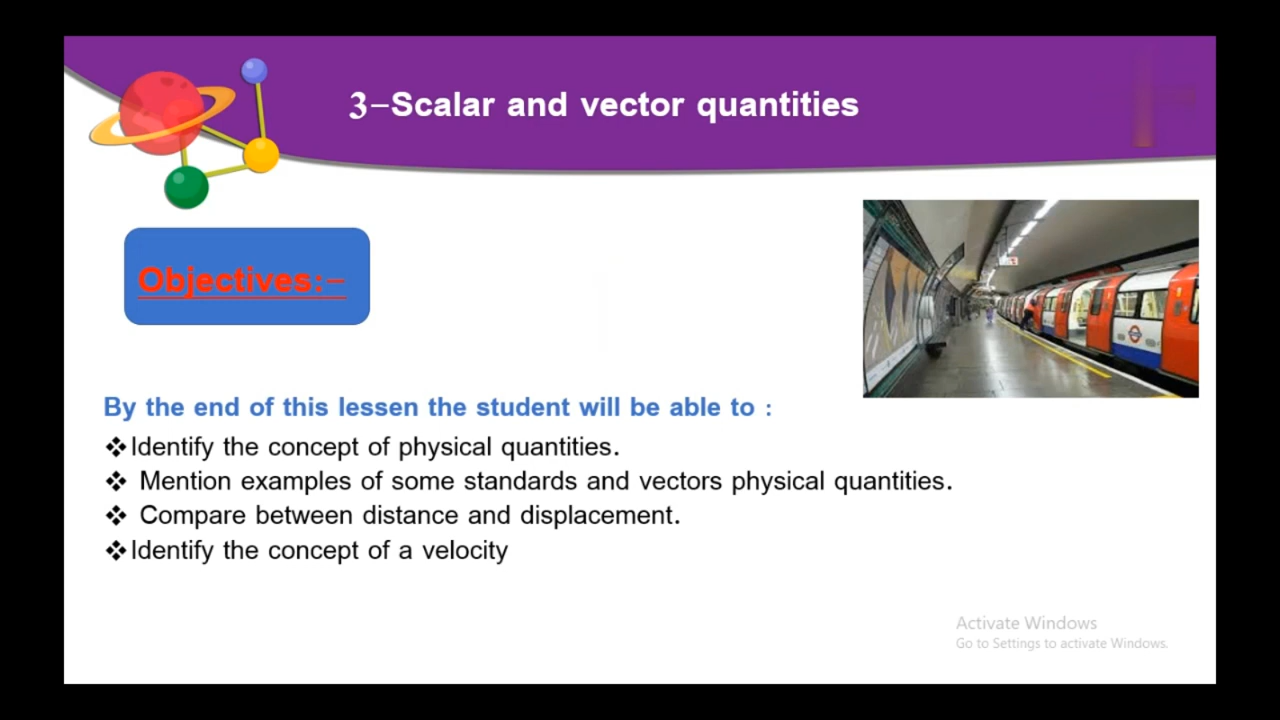 3-Scalar and vector quantities
Objectives:-
By the end of this lessen the student will be able to :
❖Identify the concept of physical quantities.
❖ Mention examples of some standards and vectors physical quantities.
❖ Compare between distance and displacement.
❖Identify the concept of a velocity
Activate Windows
Go to Settings to activate Windows.